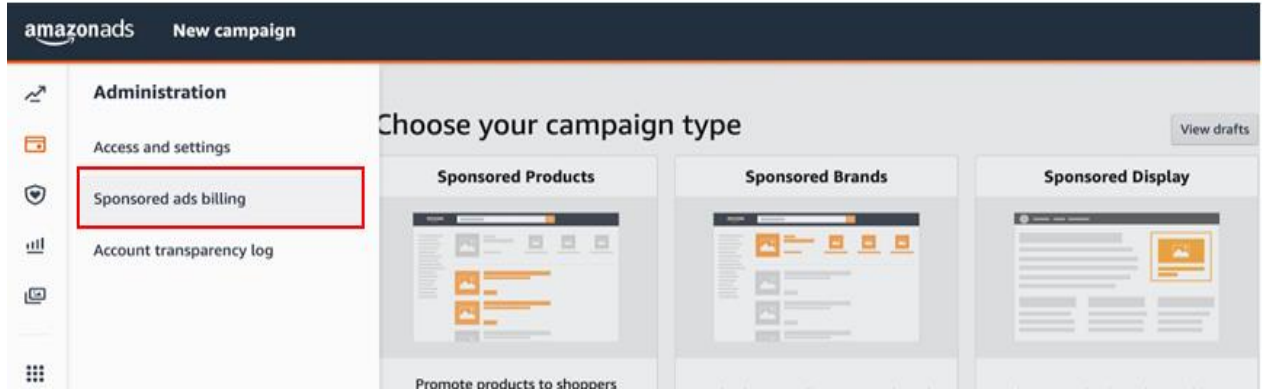 amazonads New campaign
Administration
Access and settings
Sponsored ads billing
Account transparency log
Choose your campaign type
View drafts
Sponsored Products
Sponsored Brands
Sponsored Display
Promote products to shoppers